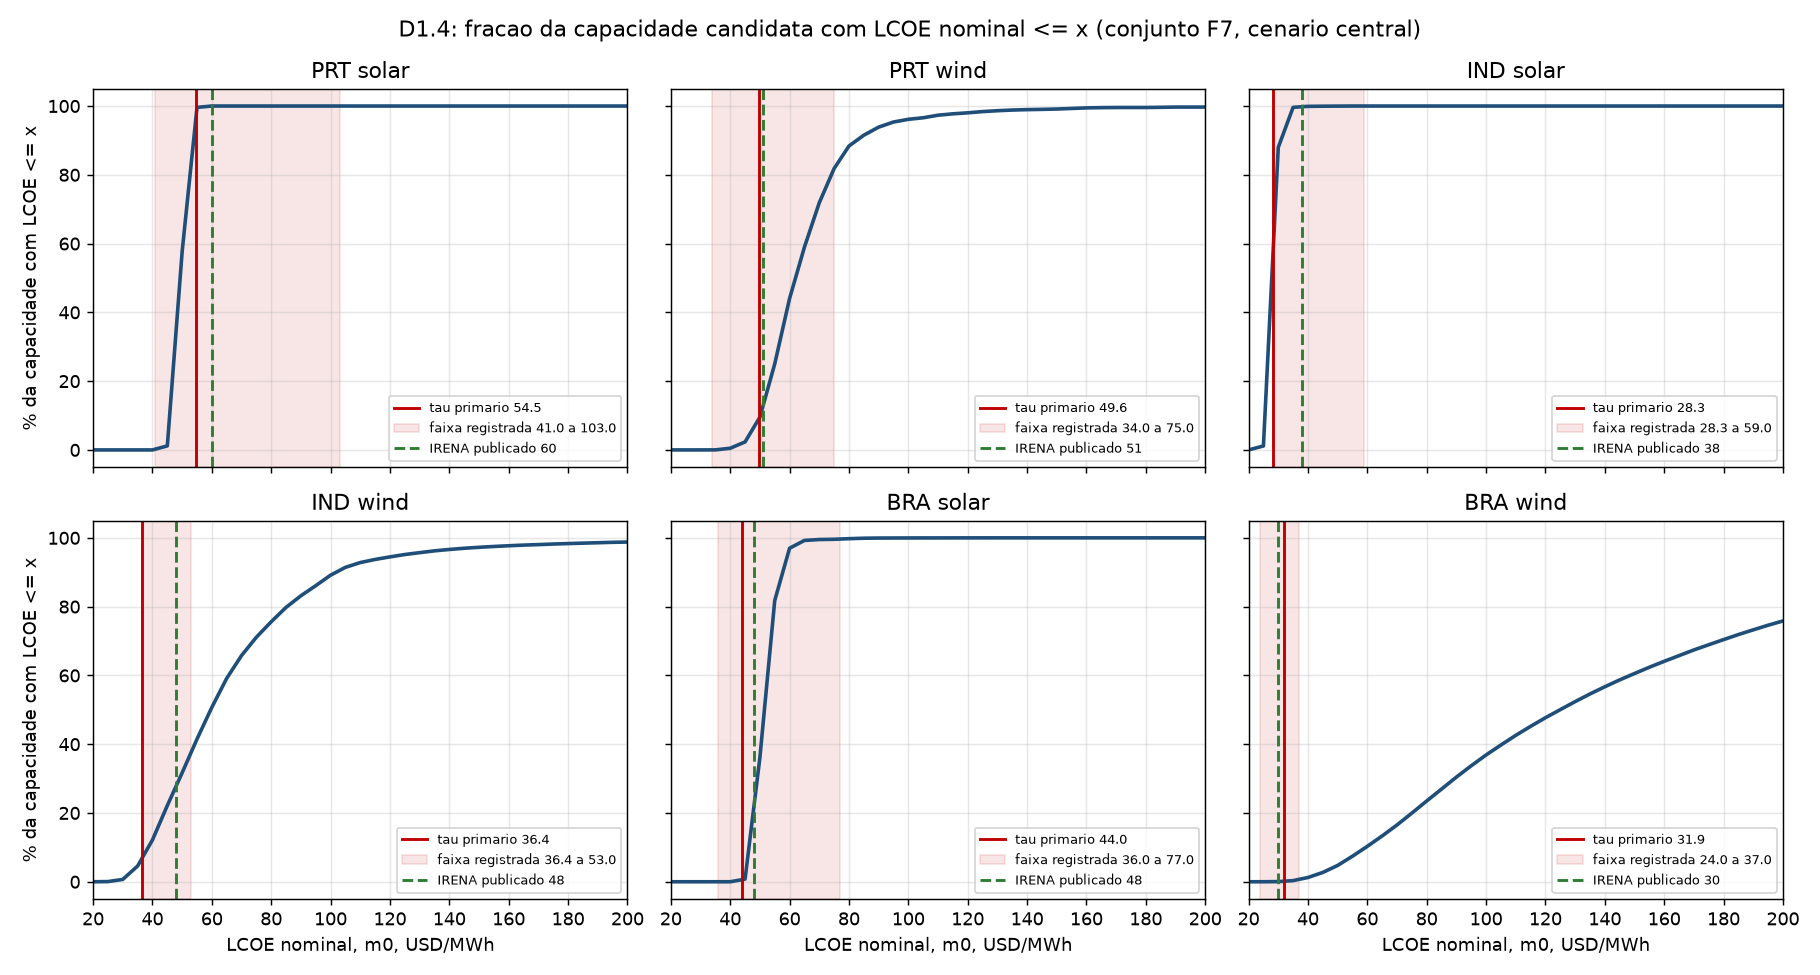 D1.4: fracao da capacidade candidata com LCOE nominal <= x (conjunto F7, cenario central)
PRT solar
% da capacidade com LCOE <= x
100
80
60
40
20
0
tau primario 54.5
faixa registrada 41.0 a 103.0
IRENA publicado 60
PRT wind
tau primario 49.6
faixa registrada 34.0 a 75.0
IRENA publicado 51
IND solar
tau primario 28.3
faixa registrada 28.3 a 59.0
IRENA publicado 38
IND wind
% da capacidade com LCOE <= x
100
80
60
40
20
0
tau primario 36.4
faixa registrada 36.4 a 53.0
IRENA publicado 48
20 40 60 80 100 120 140 160 180 200
LCOE nominal, m0, USD/MWh
BRA solar
tau primario 44.0
faixa registrada 36.0 a 77.0
IRENA publicado 48
20 40 60 80 100 120 140 160 180 200
LCOE nominal, m0, USD/MWh
BRA wind
tau primario 31.9
faixa registrada 24.0 a 37.0
IRENA publicado 30
20 40 60 80 100 120 140 160 180 200
LCOE nominal, m0, USD/MWh